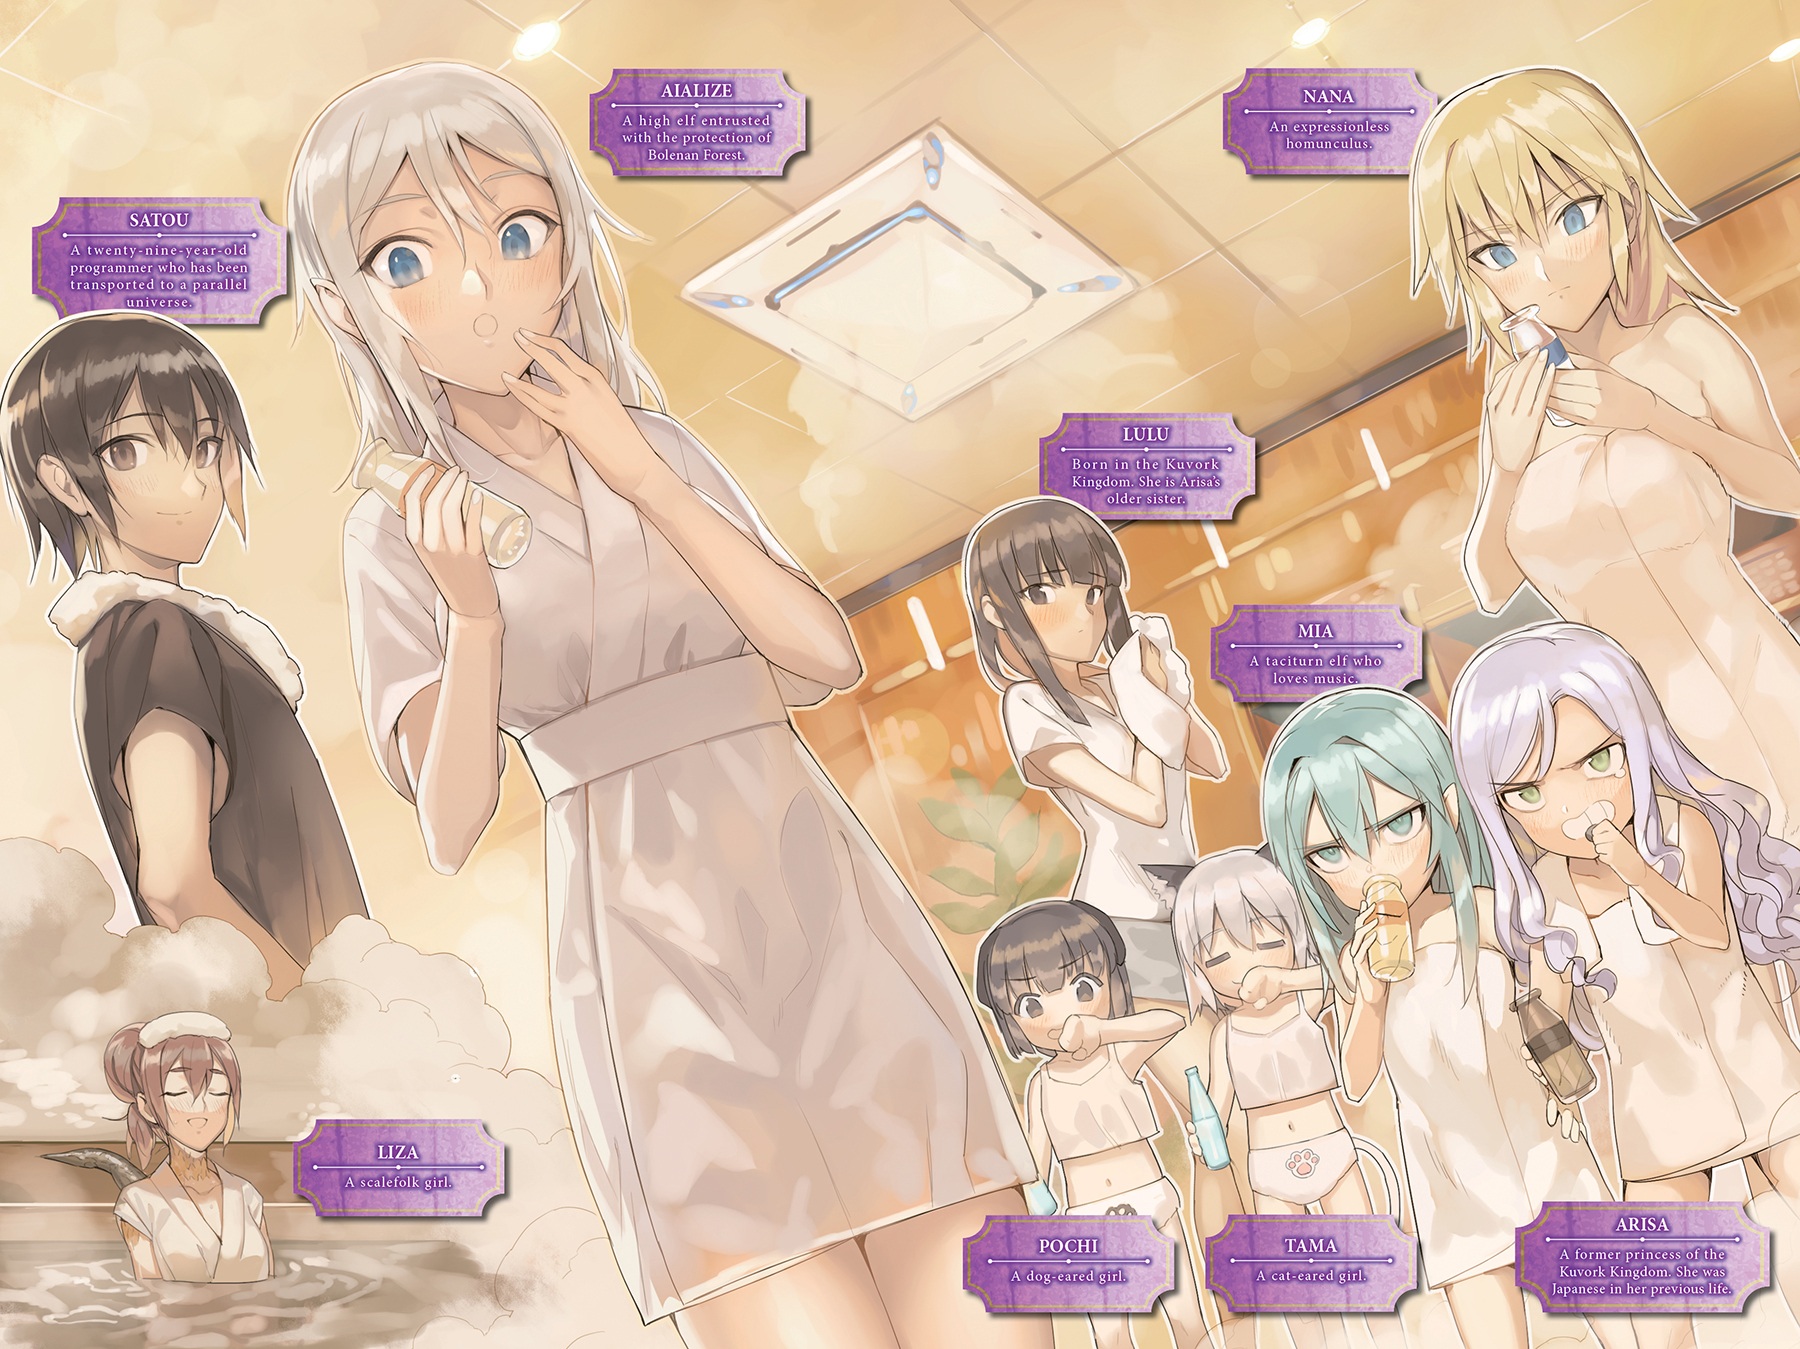 AIALIZE
A high elf entrusted
with the protection of
Bolenan Forest.
NANA
An expressionless
homunculus.
SATOU
A twenty-nine-year-old
programmer who has been
transported to a parallel
universe.
LULU
Born in the Kuvork
Kingdom. She is Arisa's
older sister.
MIA
A taciturn elf who
loves music.
LIZA
A scalefolk girl.
POCHI
A dog-eared girl.
TAMA
A cat-eared girl.
ARISA
A former princess of the
Kuvork Kingdom. She was
Japanese in her previous life.